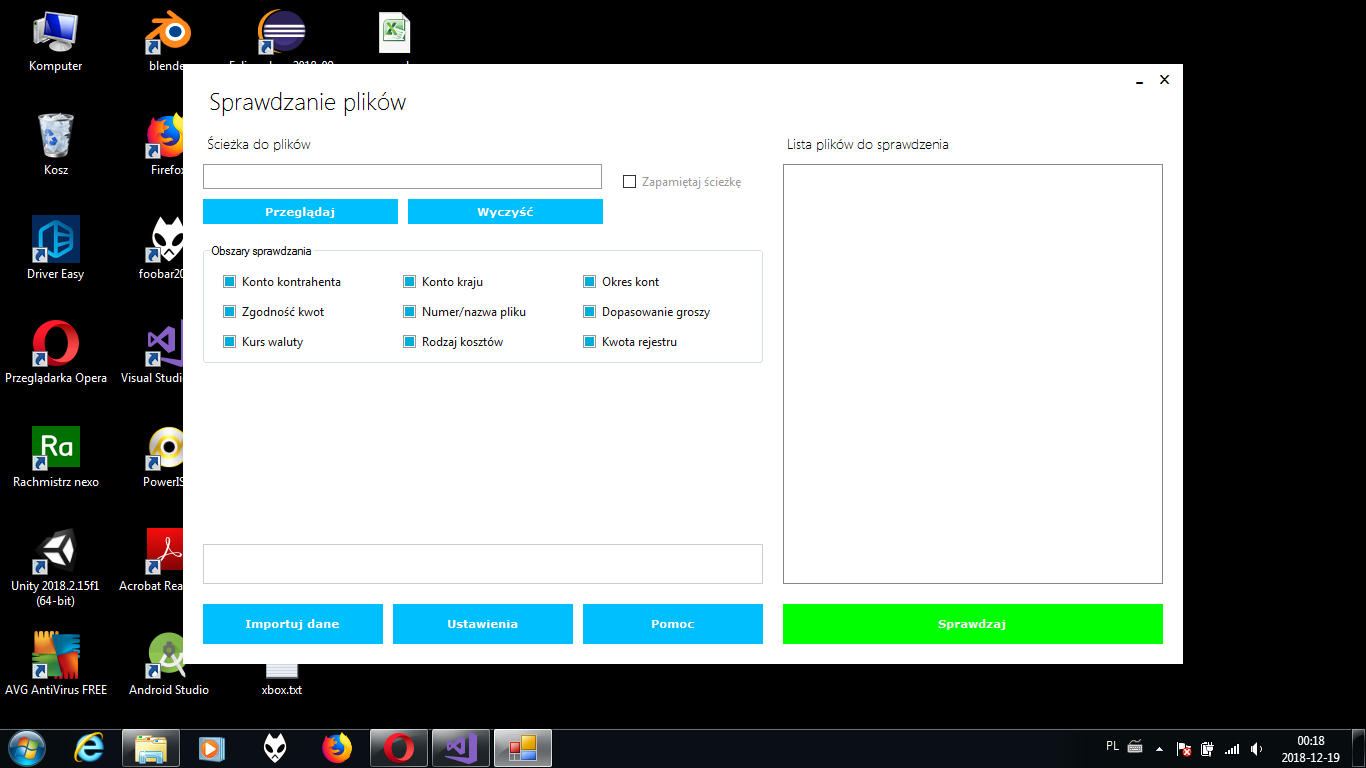 Komputer
Sprawdzanie plików
Ścieżka do plików
Zapamiętaj ścieżkę
Przeglądaj
Wyczyść
Obszary sprawdzania
Konto kontrahenta
Konto kraju
Okres kont
Zgodność kwot
Numer/nazwa pliku
Dopasowanie groszy
Kurs waluty
Rodzaj kosztów
Kwota rejestru
Lista plików do sprawdzenia
Importuj dane
Ustawienia
Pomoc
Sprawdzaj
Kosz
Firefox
Driver Easy
foobar20
Przeglądarka Opera
Visual Studi
Ra
Rachmistrz nexo
PowerIS
Unity 2018.2.15f1
(64-bit)
Acrobat Rea
AVG AntiVirus FREE
Android Studio
xbox.txt
PL
00:18
2018-12-19